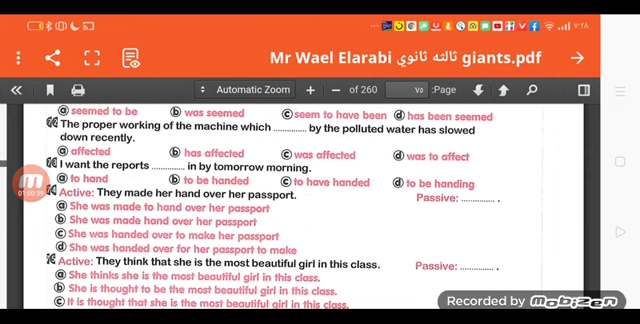 ٧:٢٨
Mr Wael Elarabi ثالثه ثانوي giants.pdf
Automatic Zoom
of 260
٧٥
Page:
ⓐ seemed to be ⓑ was seemed ⓒ seem to have been ⓓ has been seemed
The proper working of the machine which .............. by the polluted water has slowed
down recently.
ⓐ affected ⓑ has affected ⓒ was affected ⓓ was to affect
I want the reports .............. in by tomorrow morning.
ⓐ to hand ⓑ to be handed ⓒ to have handed ⓓ to be handing
Active: They made her hand over her passport. Passive: .............. .
ⓐ She was made to hand over her passport
ⓑ She was made hand over her passport
ⓒ She was handed over to make her passport
ⓓ She was handed over for her passport to make
Active: They think that she is the most beautiful girl in this class. Passive: .............. .
ⓐ She thinks she is the most beautiful girl in this class.
ⓑ She is thought to be the most beautiful girl in this class.
ⓒ It is thought that she is the most beautiful girl in this class.
01:00:39
Recorded by mobizen